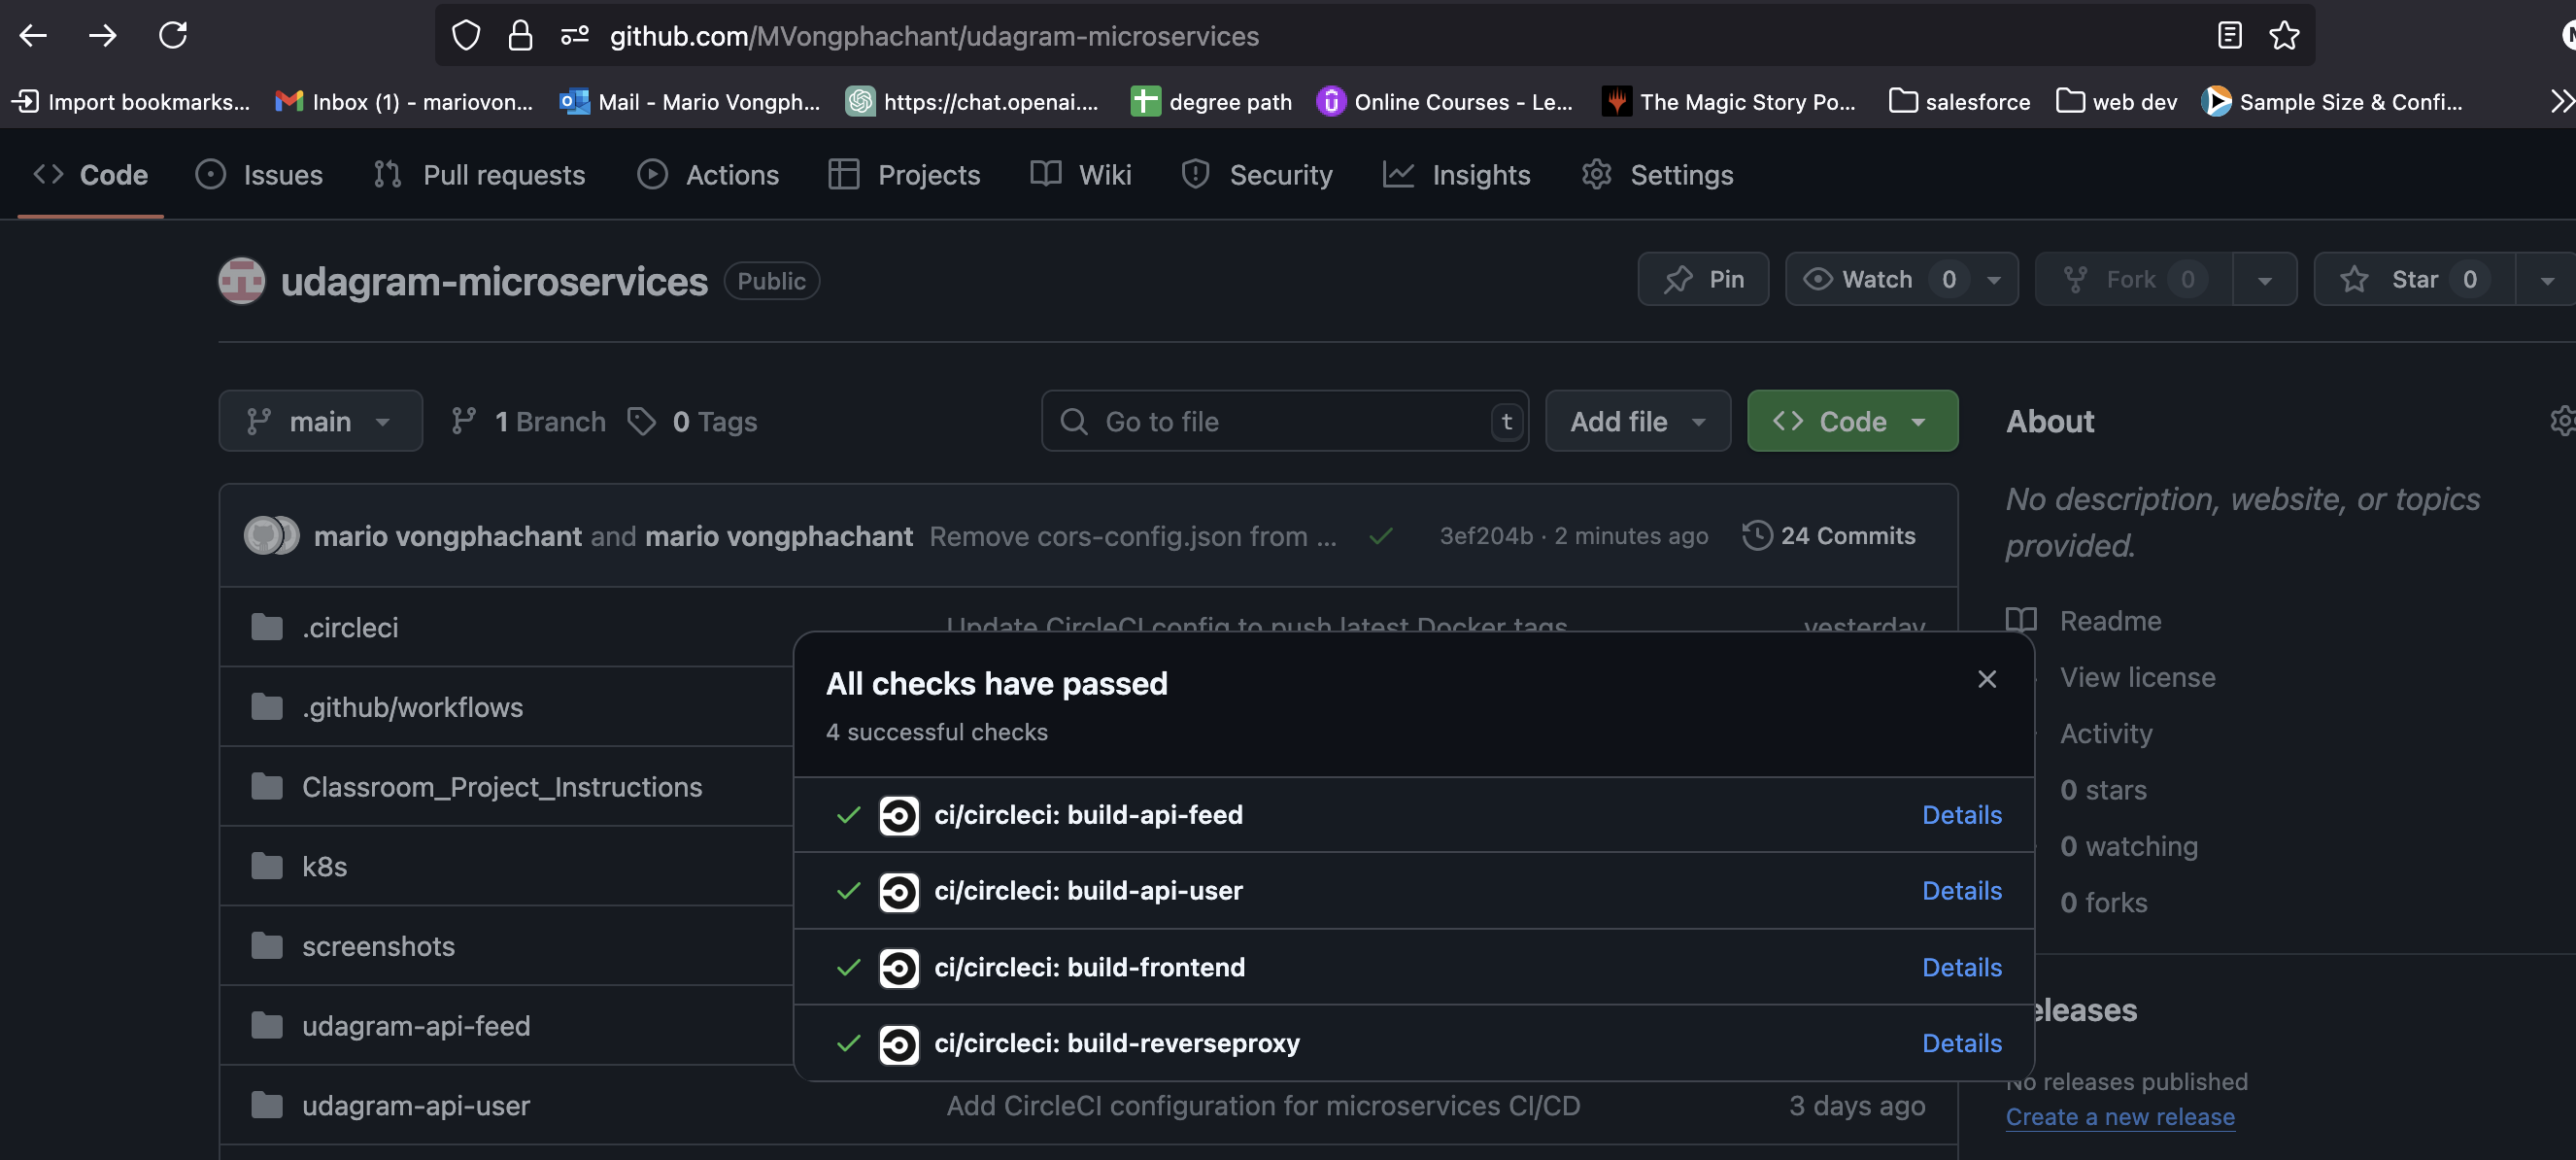 github.com/MVongphachant/udagram-microservices
Import bookmarks... Inbox (1) - mariovon... Mail - Mario Vongph... https://chat.openai.... degree path Online Courses - Le... The Magic Story Po... salesforce web dev Sample Size & Confi...
Code Issues Pull requests Actions Projects Wiki Security Insights Settings
udagram-microservices Public Pin Watch 0 Fork 0 Star 0
main 1 Branch 0 Tags Go to file t Add file Code
mario vongphachant and mario vongphachant Remove cors-config.json from ... 3ef204b · 2 minutes ago 24 Commits
.circleci Update CircleCI config to push latest Docker tags yesterday
.github/workflows
Classroom_Project_Instructions
k8s
screenshots
udagram-api-feed
udagram-api-user Add CircleCI configuration for microservices CI/CD 3 days ago
All checks have passed
4 successful checks
ci/circleci: build-api-feed Details
ci/circleci: build-api-user Details
ci/circleci: build-frontend Details
ci/circleci: build-reverseproxy Details
About
No description, website, or topics
provided.
Readme
View license
Activity
0 stars
0 watching
0 forks
eleases
No releases published
Create a new release